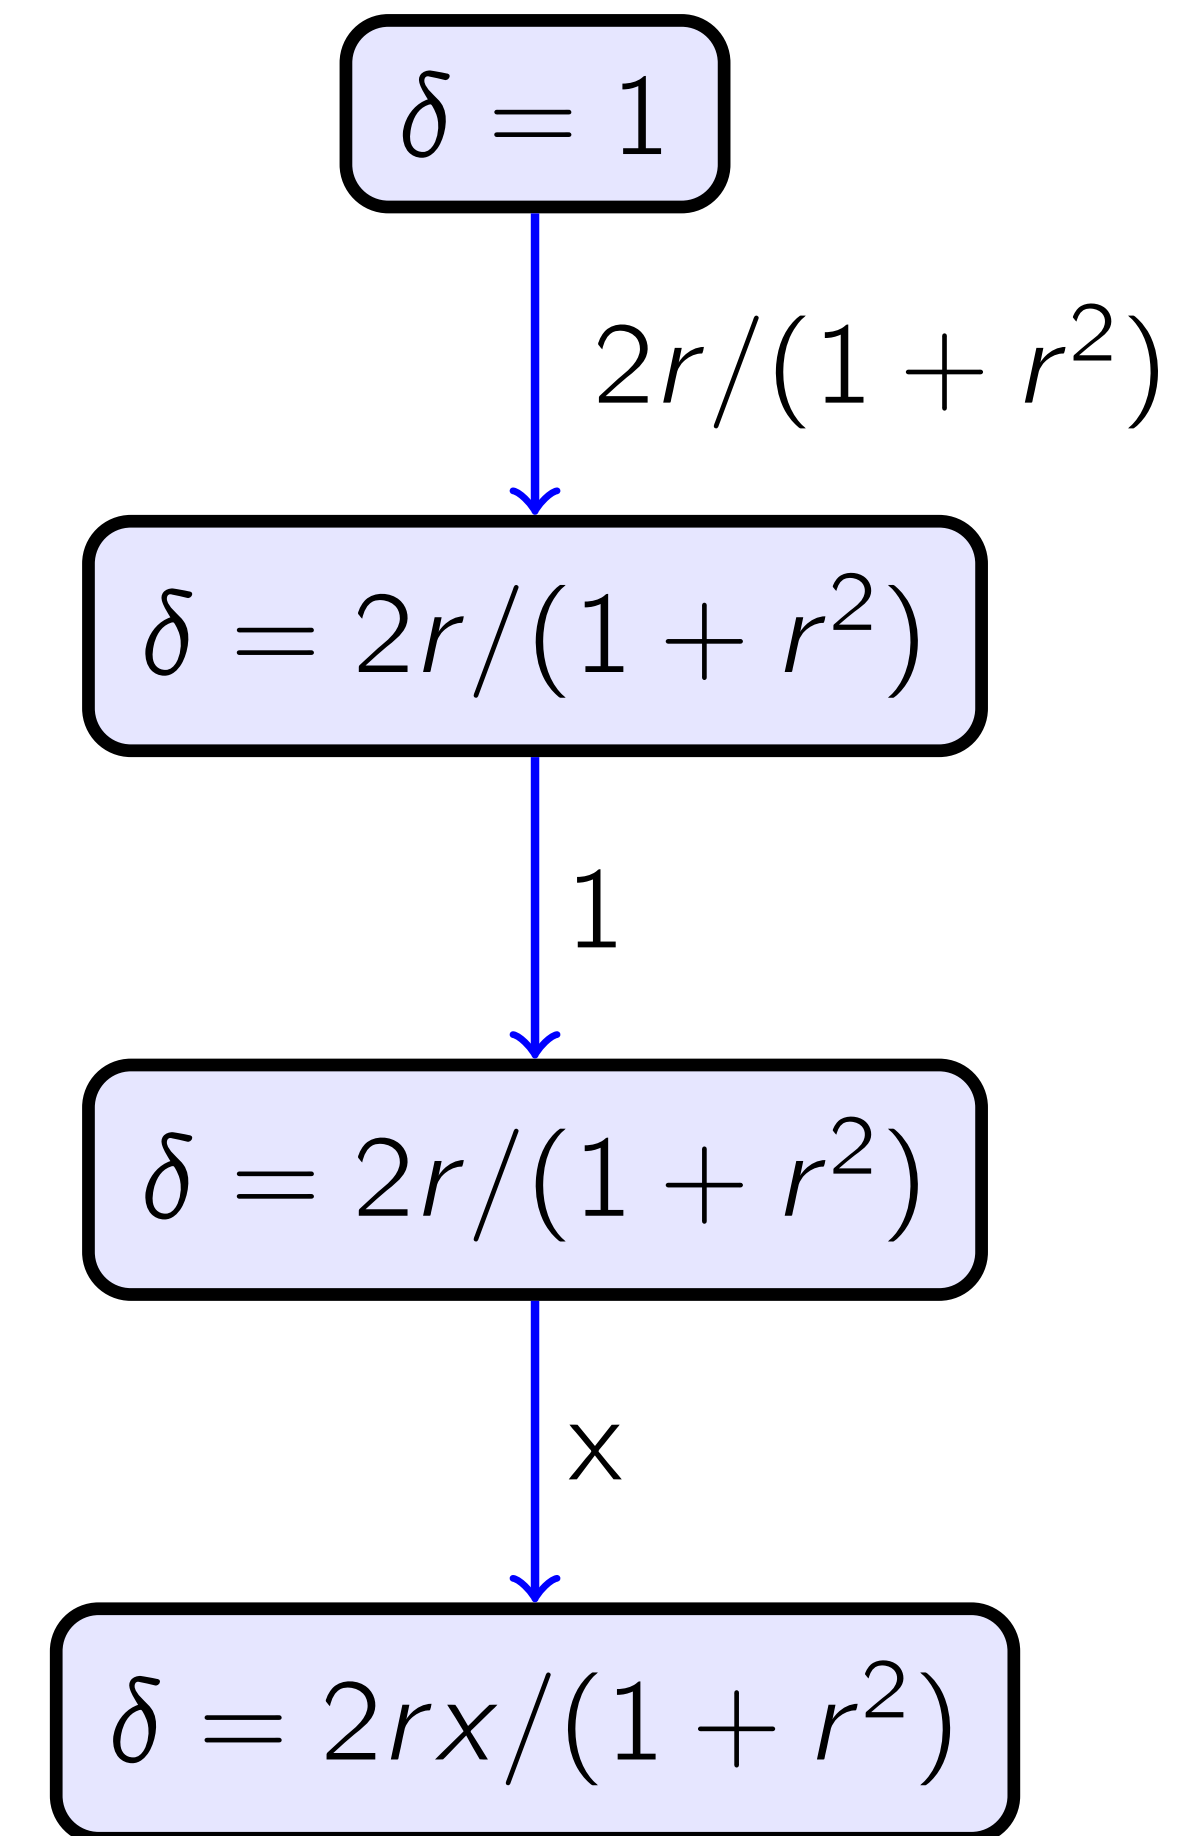 δ = 1
2r/(1 + r²)
δ = 2r/(1 + r²)
1
δ = 2r/(1 + r²)
x
δ = 2rx/(1 + r²)